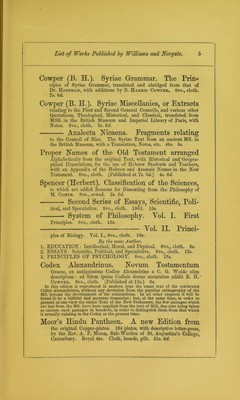 List of Works Published by Williams and Norgate. 5
Cowper (B. H.). Syriac Grammar. The Prin-
ciples of Syriac Grammar, translated and abridged from that of
Dr. HOFFMAN, with additions by B. HARRIS COWPER. 8vo., cloth.
7s. 6d.
Cowper (B. H.). Syriac Miscellanies, or Extracts
relating to the First and Second General Councils, and various other
Quotations, Theological, Historical, and Classical, translated from
MSS. in the British Museum and Imperial Library of Paris, with
Notes. 8vo., cloth. 3s. 6d.
——— Analecta Nicæna. Fragments relating
to the Council of Nice. The Syriac Text from an ancient MS. in
the British Museum, with a Translation, Notes, etc. 4to. 5s.
Proper Names of the Old Testament arranged
Alphabetically from the original Text, with Historical and Geogra-
phical Illustrations, for the use of Hebrew Students and Teachers,
with an Appendix of the Hebrew and Aramaic Names in the New
Testament. 8vo., cloth. (Published at 7s. 6d.) 4s. 6d.
Spencer (Herbert). Classification of the Sciences,
to which are added Reasons for Dissenting from the Philosophy of
M. COMTE. 8vo., sewed. 2s. 6d.
——— Second Series of Essays, Scientific, Poli-
tical, and Speculative. 8vo., cloth. 1863. 10s.
——— System of Philosophy. Vol. I. First
Principles. 8vo., cloth. 16s.
——— Vol. II. Princi-
ples of Biology. Vol. I., 8vo., cloth. 16s.
By the same Author.
1. EDUCATION: Intellectual, Moral, and Physical. 8vo., cloth. 6s.
2. ESSAYS: Scientific, Political, and Speculative. 8vo., cloth. 12s.
3. PRINCIPLES OF PSYCHOLOGY. 8vo., cloth. 16s.
Codex Alexandrinus. Novum Testamentum
Græce, ex antiquissimo Codice Alexandrino a C. G. Woide olim
descriptum: ad fidem ipsius Codicis denuo accuratius edidit B. H.
Cowper. 8vo., cloth. (Published at 12s.) 8s.
In this edition is reproduced in modern type the exact text of the celebrated
Codex Alexandrinus, without any deviation from the peculiar orthography of the
MS. beyond the development of the contractions. In all other respects it will be
found to be a faithful and accurate transcript; but, at the same time, in order to
present at one view the entire Text of the New Testament, the few passages which
are lost from the MS. have been supplied from the text of Mill, due care being taken
to enclose such passages in brackets, in order to distinguish them from that which
is actually existing in the Codex at the present time.
Moor's Hindu Pantheon. A new Edition from
the original Copper-plates. 104 plates, with descriptive letter-press,
by the Rev. A. P. MOOR, Sub-Warden of St. Augustine's College,
Canterbury. Royal 4to. Cloth, boards, gilt. 31s. 6d.